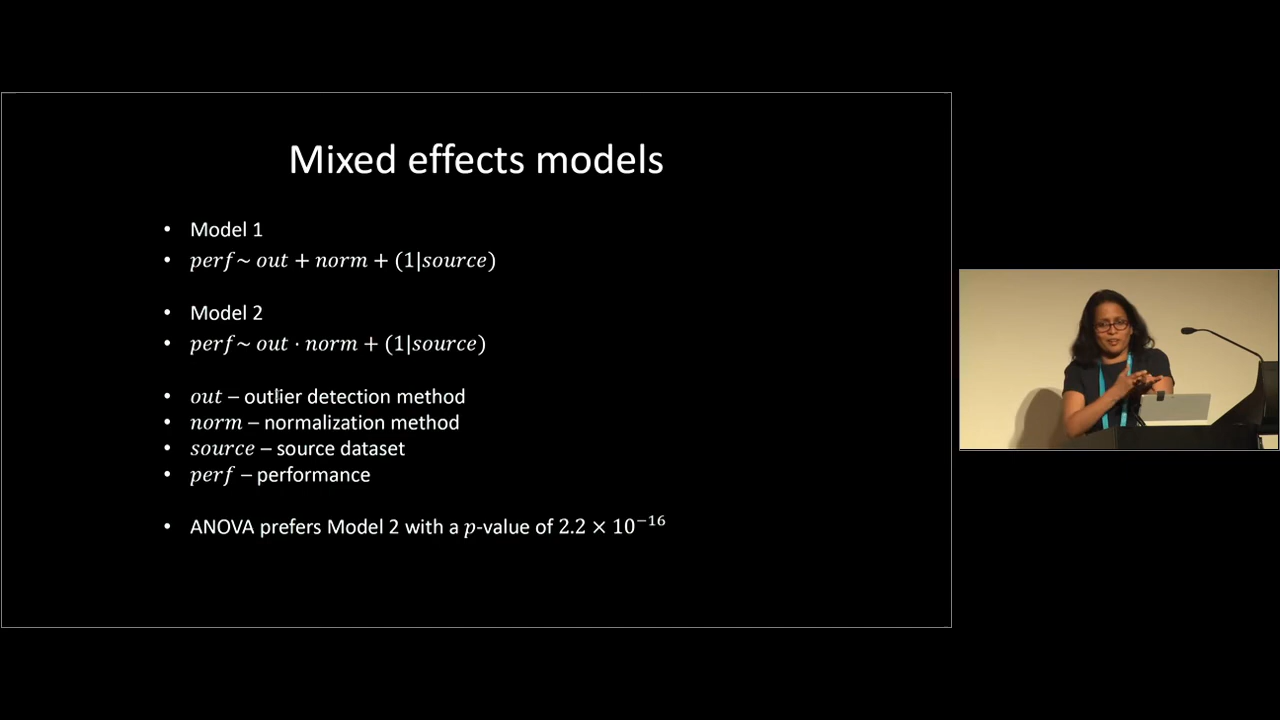 Mixed effects models
• Model 1
• perf~ out + norm + (1|source)
• Model 2
• perf~ out · norm + (1|source)
• out – outlier detection method
• norm – normalization method
• source – source dataset
• perf – performance
• ANOVA prefers Model 2 with a p-value of 2.2 × 10⁻¹⁶